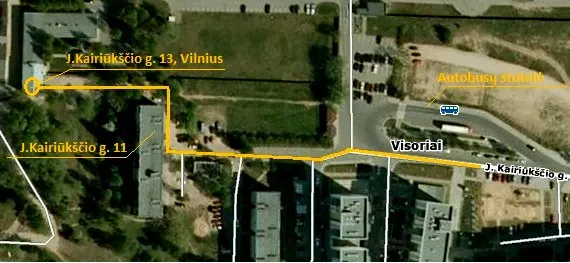 J.Kairiūkščio g. 13, Vilnius
Autobusų stotelė
J.Kairiūkščio g. 11
Visoriai
J. Kairiūkščio g.